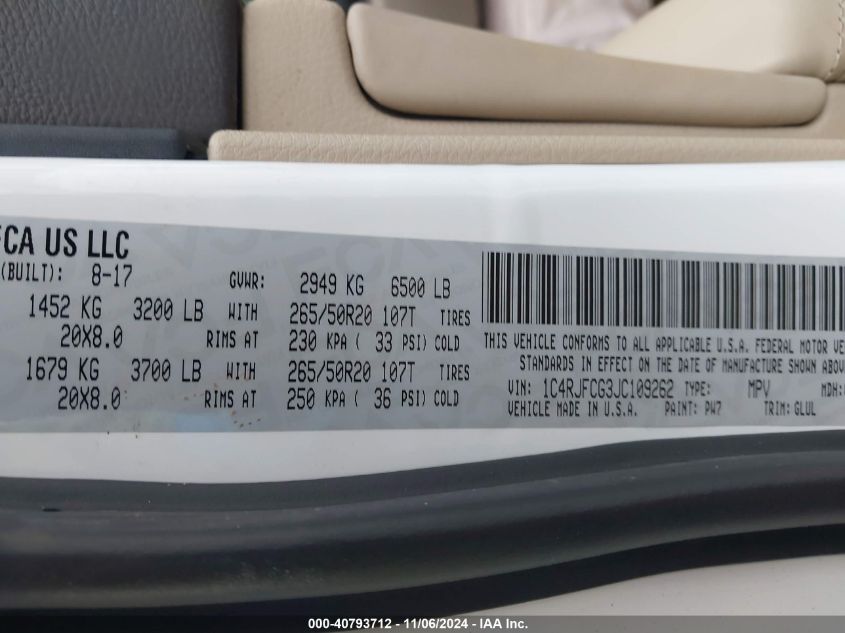 FCA US LLC
(BUILT): 8-17 GVWR: 2949 KG 6500 LB
1452 KG 3200 LB WITH 265/50R20 107T TIRES
20X8.0 RIMS AT 230 KPA ( 33 PSI) COLD
1679 KG 3700 LB WITH 265/50R20 107T TIRES
20X8.0 RIMS AT 250 KPA ( 36 PSI) COLD
THIS VEHICLE CONFORMS TO ALL APPLICABLE U.S.A. FEDERAL MOTOR
STANDARDS IN EFFECT ON THE DATE OF MANUFACTURE SHOWN
VIN: 1C4RJFCG3JC109262 TYPE: MPV MDH:
VEHICLE MADE IN U.S.A. PAINT: PW7 TRIM: GLUL
000-40793712 - 11/06/2024 - IAA Inc.